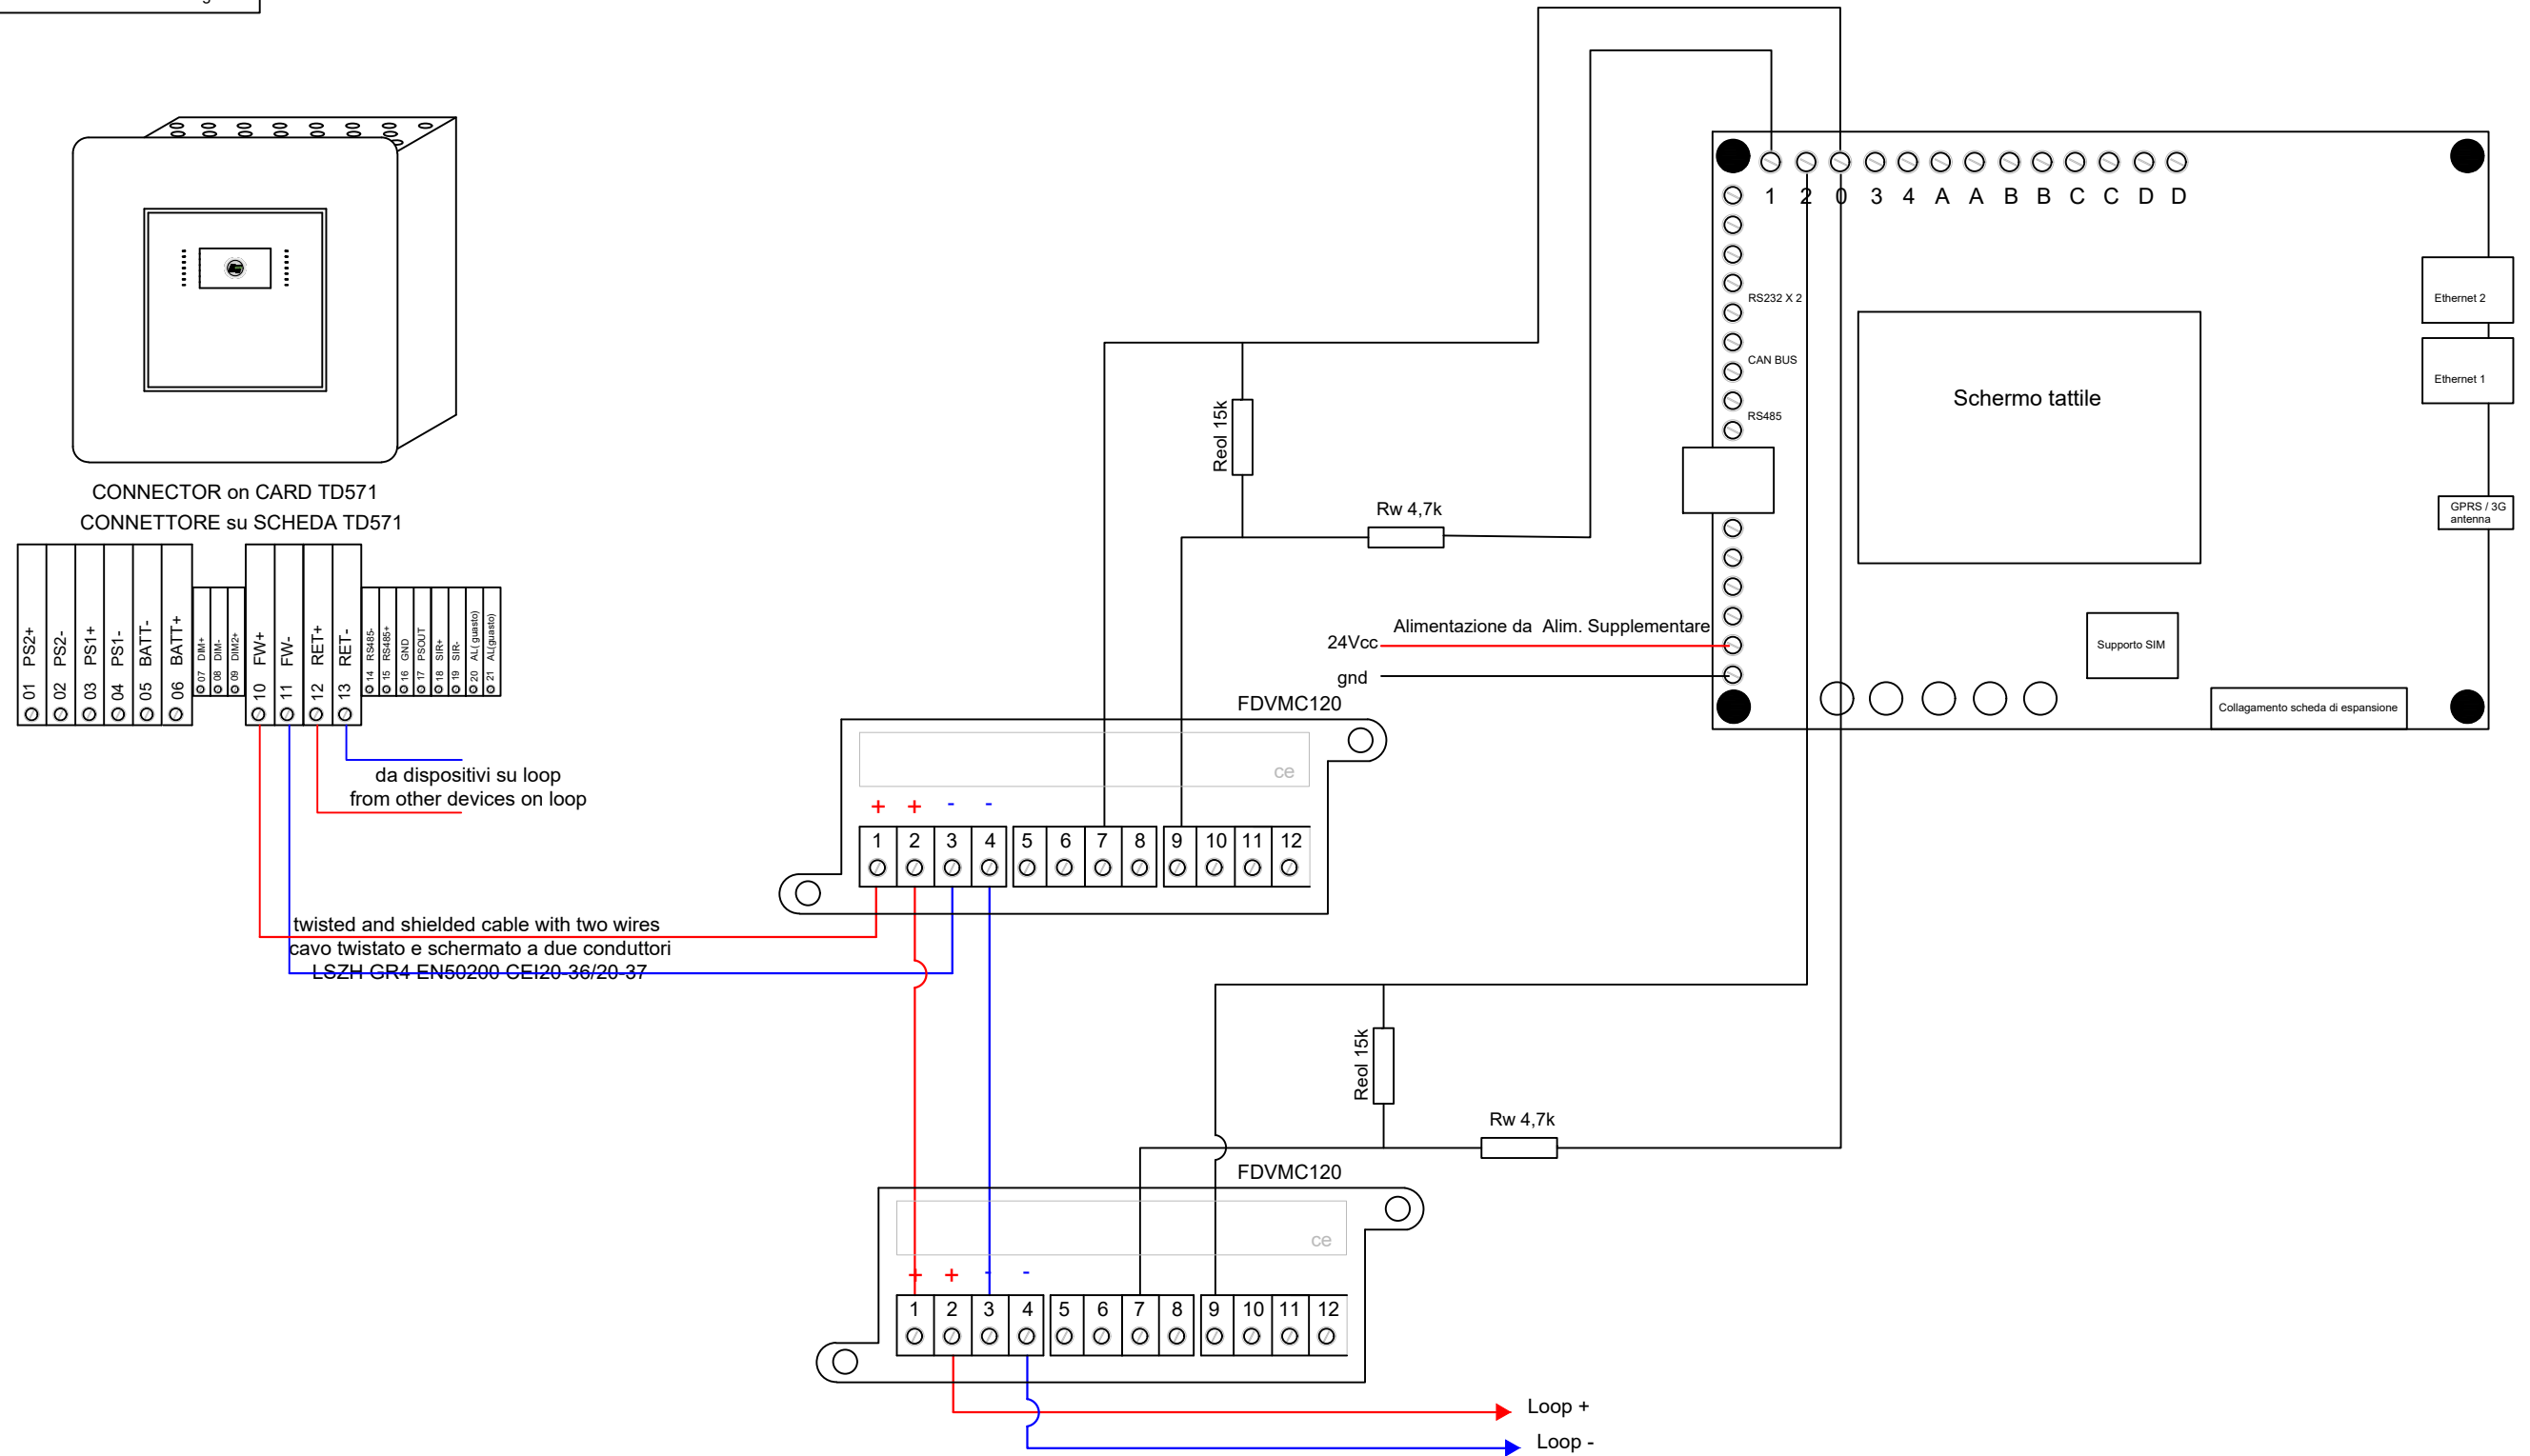 CONNECTOR on CARD TD571
CONNETTORE su SCHEDA TD571
01 PS2+
02 PS2-
03 PS1+
04 PS1-
05 BATT-
06 BATT+
07 DIM+
08 DIM-
09 DIM2+
10 FW+
11 FW-
12 RET+
13 RET-
14 RS485-
15 RS485+
16 GND
17 PSOUT
18 SIR+
19 SIR-
20 AL( guasto)
21 AL(guasto)
da dispositivi su loop
from other devices on loop
twisted and shielded cable with two wires
cavo twistato e schermato a due conduttori
LSZH GR4 EN50200 CEI20-36/20-37
Reol 15k
Rw 4,7k
1 2 0 3 4 A A B B C C D D
RS232 X 2
CAN BUS
RS485
Schermo tattile
Ethernet 2
Ethernet 1
GPRS / 3G
antenna
Supporto SIM
Collagamento scheda di espansione
Alimentazione da Alim. Supplementare
24Vcc
gnd
FDVMC120
ce
+ + - -
1 2 3 4 5 6 7 8 9 10 11 12
Reol 15k
Rw 4,7k
FDVMC120
ce
+ + - -
1 2 3 4 5 6 7 8 9 10 11 12
Loop +
Loop -